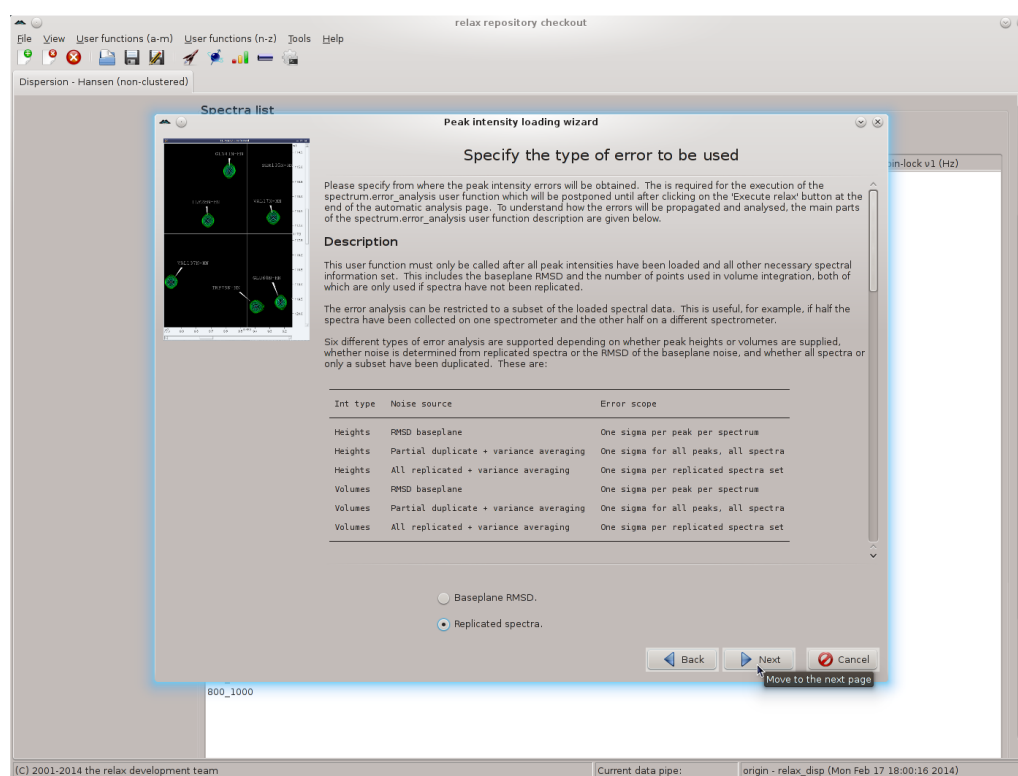 relax repository checkout
File View User functions (a-m) User functions (n-z) Tools Help
Dispersion - Hansen (non-clustered)
Spectra list
Peak intensity loading wizard
Specify the type of error to be used
in-lock ν1 (Hz)
Please specify from where the peak intensity errors will be obtained. The is required for the execution of the
spectrum.error_analysis user function which will be postponed until after clicking on the 'Execute relax' button at the
end of the automatic analysis page. To understand how the errors will be propagated and analysed, the main parts
of the spectrum.error_analysis user function description are given below.
Description
This user function must only be called after all peak intensities have been loaded and all other necessary spectral
information set. This includes the baseplane RMSD and the number of points used in volume integration, both of
which are only used if spectra have not been replicated.
The error analysis can be restricted to a subset of the loaded spectral data. This is useful, for example, if half the
spectra have been collected on one spectrometer and the other half on a different spectrometer.
Six different types of error analysis are supported depending on whether peak heights or volumes are supplied,
whether noise is determined from replicated spectra or the RMSD of the baseplane noise, and whether all spectra or
only a subset have been duplicated. These are:
Int type Noise source Error scope
Heights RMSD baseplane One sigma per peak per spectrum
Heights Partial duplicate + variance averaging One sigma for all peaks, all spectra
Heights All replicated + variance averaging One sigma per replicated spectra set
Volumes RMSD baseplane One sigma per peak per spectrum
Volumes Partial duplicate + variance averaging One sigma for all peaks, all spectra
Volumes All replicated + variance averaging One sigma per replicated spectra set
Baseplane RMSD.
Replicated spectra.
Back Next Cancel
Move to the next page
800_1000
(C) 2001-2014 the relax development team Current data pipe: origin - relax_disp (Mon Feb 17 18:00:16 2014)